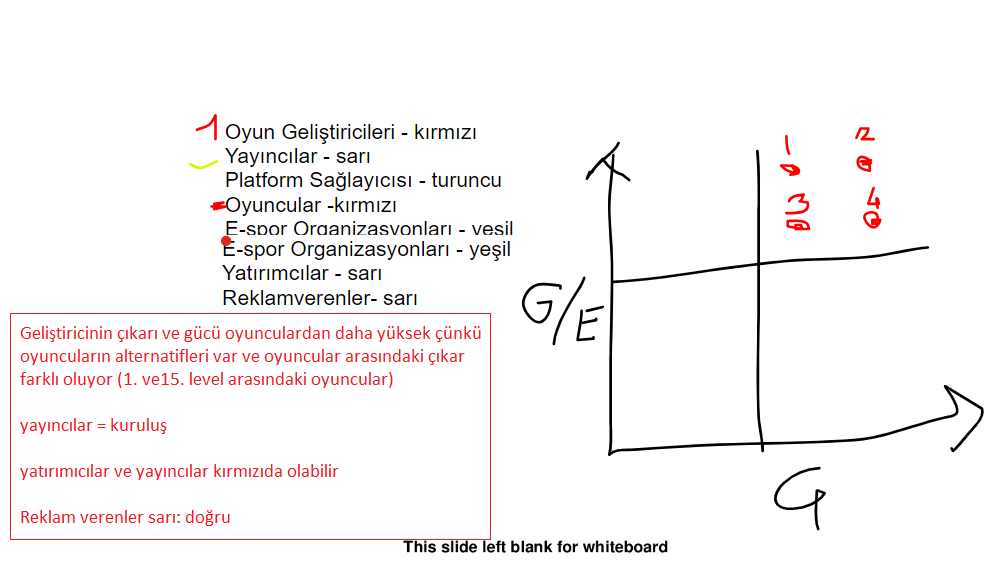 1 Oyun Geliştiricileri - kırmızı
Yayıncılar - sarı
Platform Sağlayıcısı - turuncu
Oyuncular -kırmızı
E-spor Organizasyonları - yeşil
E-spor Organizasyonları - yeşil
Yatırımcılar - sarı
Reklamverenler- sarı
Geliştiricinin çıkarı ve gücü oyunculardan daha yüksek çünkü
oyuncuların alternatifleri var ve oyuncular arasındaki çıkar
farklı oluyor (1. ve15. level arasındaki oyuncular)
yayıncılar = kuruluş
yatırımıcılar ve yayıncılar kırmızıda olabilir
Reklam verenler sarı: doğru
1 2
3 4
G/E
G
This slide left blank for whiteboard